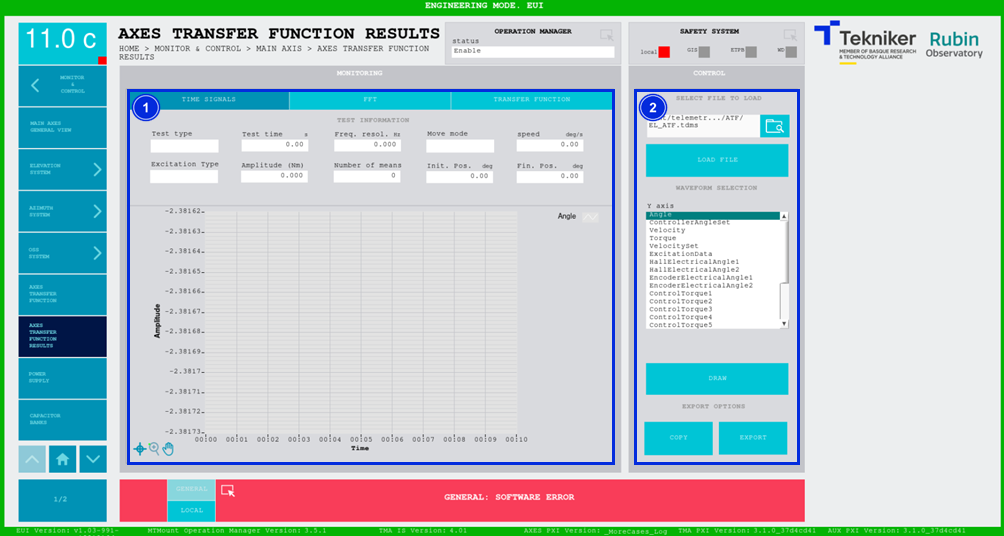 ENGINEERING MODE. EUI
11.0 c
AXES TRANSFER FUNCTION RESULTS
HOME > MONITOR & CONTROL > MAIN AXIS > AXES TRANSFER FUNCTION
RESULTS
OPERATION MANAGER
status
Enable
SAFETY SYSTEM
local
GIS
ETPB
WD
Tekniker
MEMBER OF BASQUE RESEARCH
& TECHNOLOGY ALLIANCE
Rubin
Observatory
MONITOR
&
CONTROL
MAIN AXES
GENERAL VIEW
ELEVATION
SYSTEM
AZIMUTH
SYSTEM
OSS
SYSTEM
AXES
TRANSFER
FUNCTION
AXES
TRANSFER
FUNCTION
RESULTS
POWER
SUPPLY
CAPACITOR
BANKS
1/2
MONITORING
1
TIME SIGNALS
FFT
TRANSFER FUNCTION
TEST INFORMATION
Test type
Test time s
0.00
Freq. resol. Hz
0.000
Move mode
speed deg/s
0.00
Excitation Type
Amplitude (Nm)
0.000
Number of means
0
Init. Pos. deg
0.00
Fin. Pos. deg
0.00
Angle
-2.38162
-2.38163
-2.38164
-2.38165
-2.38166
-2.38167
-2.38168
-2.38169
-2.3817
-2.38171
-2.38172
-2.38173
Amplitude
00:00 00:01 00:02 00:03 00:04 00:05 00:06 00:07 00:08 00:09 00:10
Time
CONTROL
2
SELECT FILE TO LOAD
/telemetr.../ATF/
EL_ATF.tdms
LOAD FILE
WAVEFORM SELECTION
Y axis
Angle
ControllerAngleSet
Velocity
Torque
VelocitySet
ExcitationData
HallElectricalAngle1
HallElectricalAngle2
EncoderElectricalAngle1
EncoderElectricalAngle2
ControlTorque1
ControlTorque2
ControlTorque3
ControlTorque4
ControlTorque5
DRAW
EXPORT OPTIONS
COPY
EXPORT
GENERAL
LOCAL
GENERAL: SOFTWARE ERROR
EUI Version: v1.03-991-
MTMount Operation Manager Version: 3.5.1
TMA IS Version: 4.01
AXES PXI Version: _MoreCases_Log
TMA PXI Version: 3.1.0_37d4cd41
AUX PXI Version: 3.1.0_37d4cd41